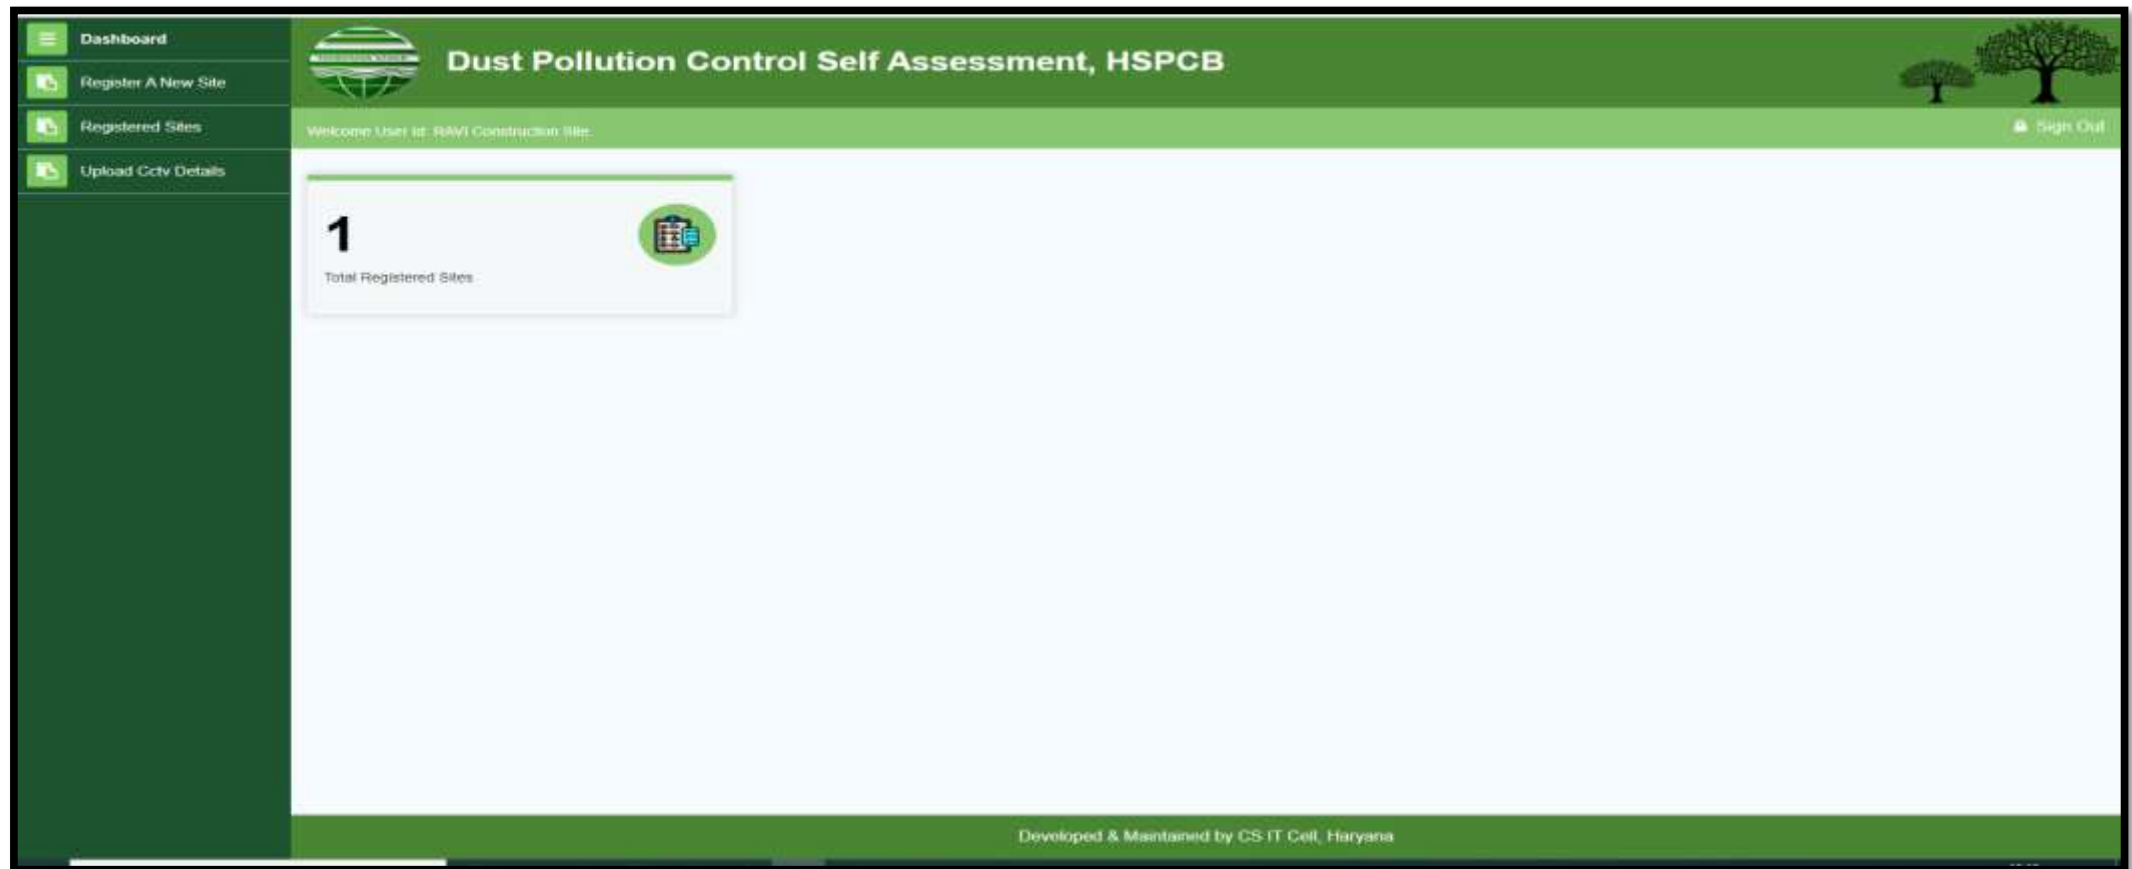 Dashboard
Register A New Site
Registered Sites
Upload Cctv Details
Dust Pollution Control Self Assessment, HSPCB
Welcome User Id: RAVI Construction Site.
Sign Out
1
Total Registered Sites
Developed & Maintained by CS IT Cell, Haryana